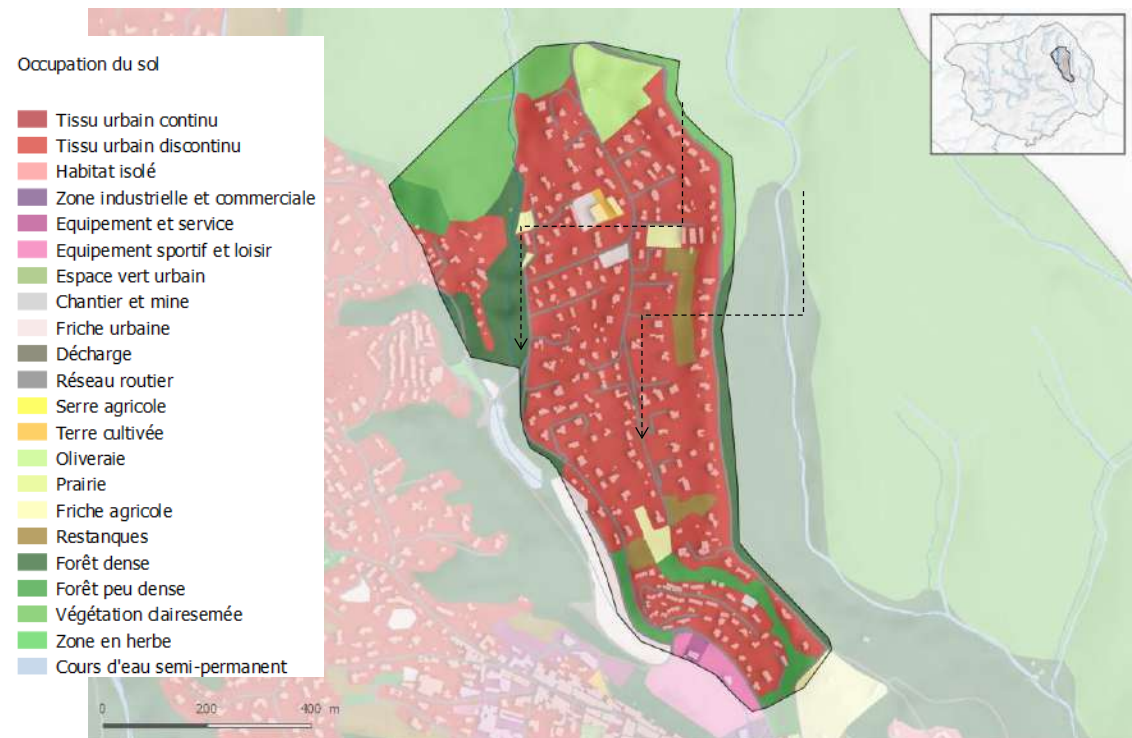 Occupation du sol
Tissu urbain continu
Tissu urbain discontinu
Habitat isolé
Zone industrielle et commerciale
Equipement et service
Equipement sportif et loisir
Espace vert urbain
Chantier et mine
Friche urbaine
Décharge
Réseau routier
Serre agricole
Terre cultivée
Oliveraie
Prairie
Friche agricole
Restanques
Forêt dense
Forêt peu dense
Végétation clairesemée
Zone en herbe
Cours d'eau semi-permanent
0 200 400 m